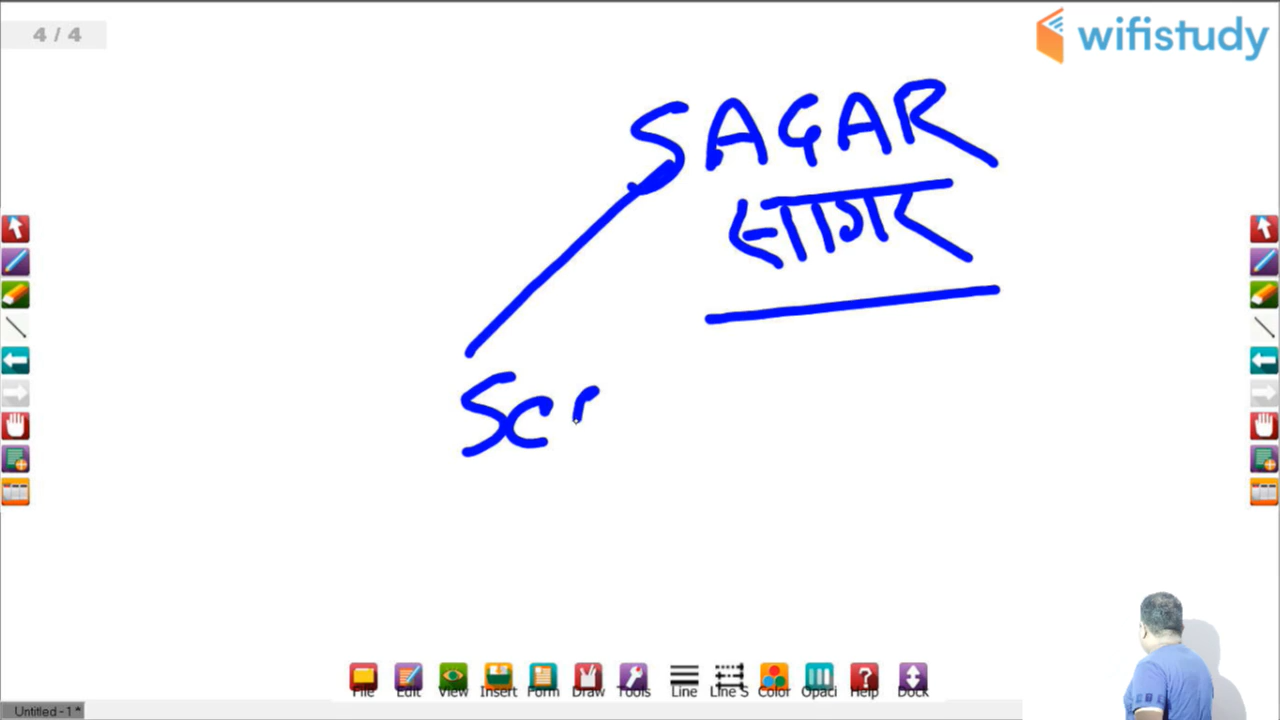 4 / 4
wifistudy
SAGAR
सागर
Sc
File Edit View Insert Form Draw Tools Line Line S Color Opaci Help Dock
Untitled - 1 *